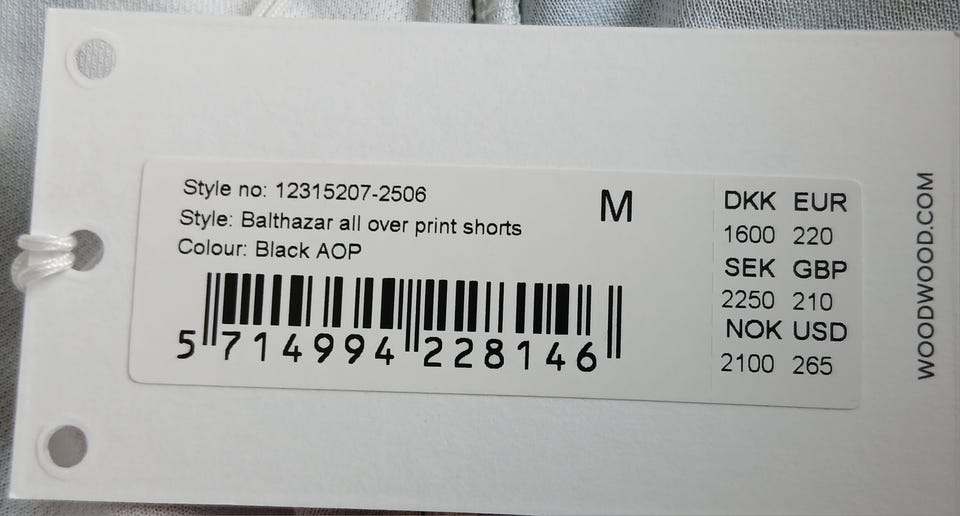 Style no: 12315207-2506
Style: Balthazar all over print shorts
Colour: Black AOP
M
5 714994 228146
DKK EUR
1600 220
SEK GBP
2250 210
NOK USD
2100 265
WOODWOOD.COM